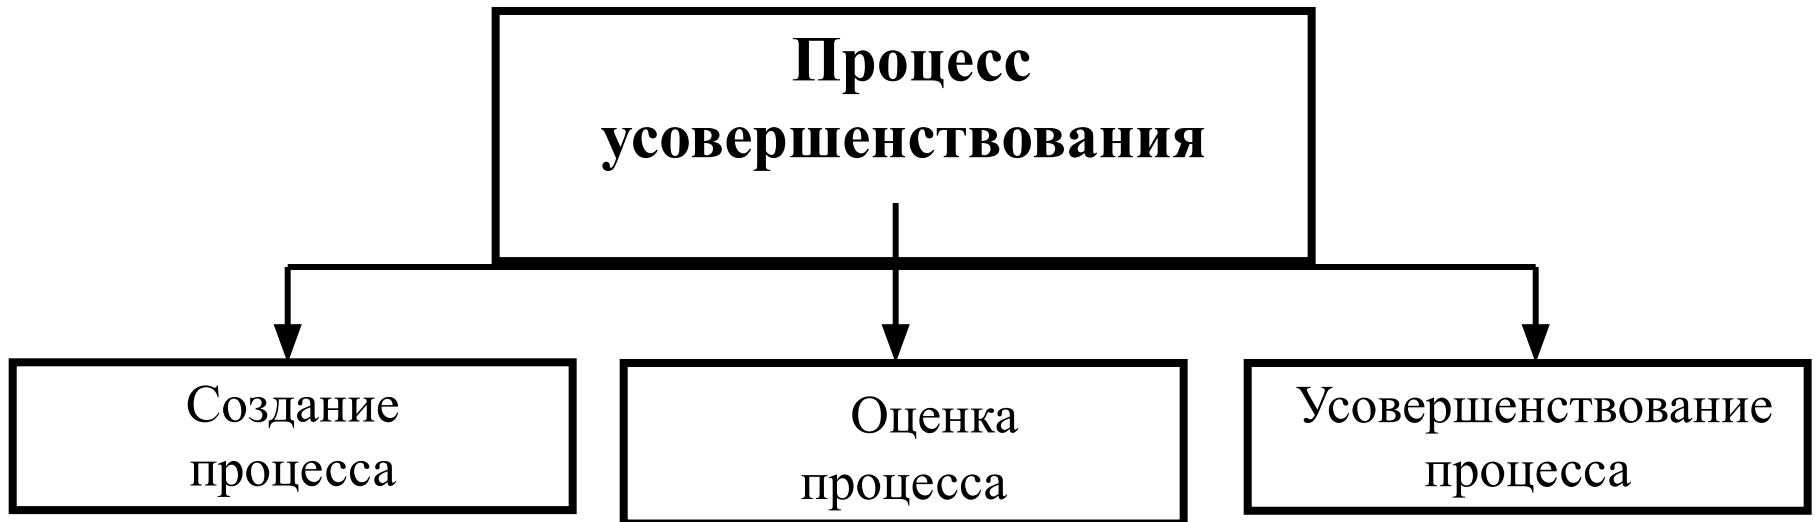 Процесс
усовершенствования
Создание
процесса
Оценка
процесса
Усовершенствование
процесса